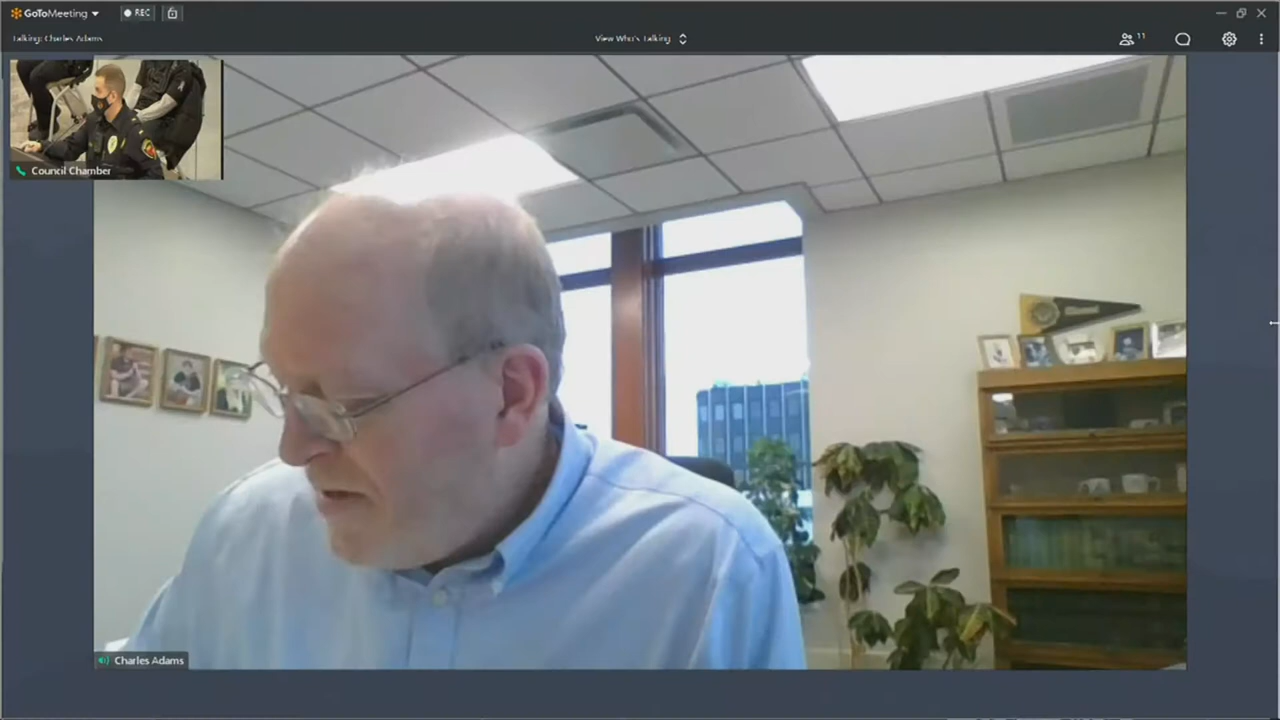 GoToMeeting
REC
Talking: Charles Adams
View Who's Talking
11
Council Chamber
Charles Adams